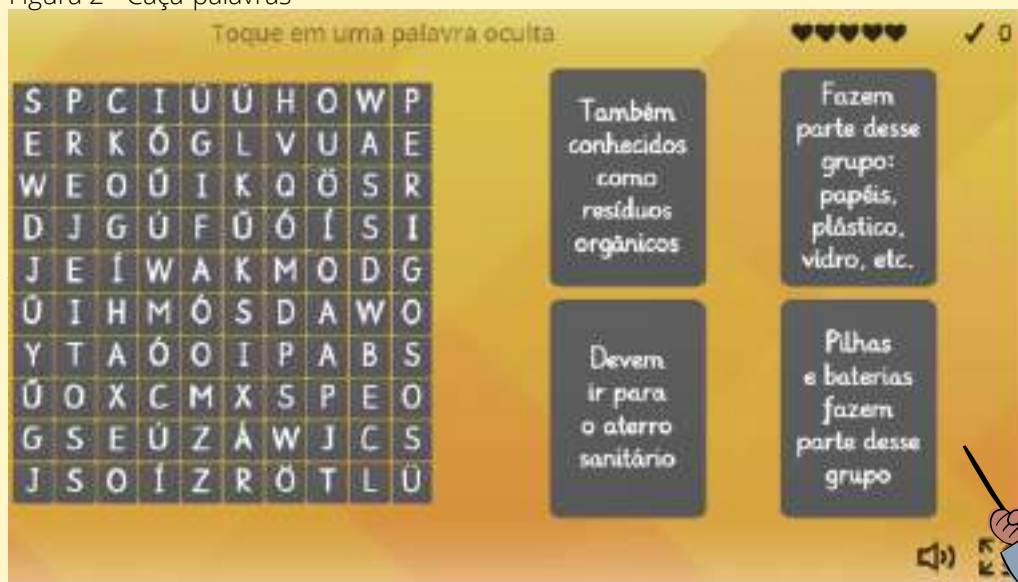 Figura 2 - Caça-palavras
Toque em uma palavra oculta
0
S P C I Ü Ü H O W P
E R K Ő G L V U A E
W E O Ú I K Q Ö S R
D J G Ú F Ű Ó Í S I
J E Í W A K M O D G
Ű I H M Ó S D A W O
Y T A Ó O I P A B S
Ű O X C M X S P E O
G S E Ú Z Á W J C S
J S O Í Z R Ö T L Ü
Também
conhecidos
como
resíduos
orgânicos
Fazem
parte desse
grupo:
papéis,
plástico,
vidro, etc.
Devem
ir para
o aterro
sanitário
Pilhas
e baterias
fazem
parte desse
grupo